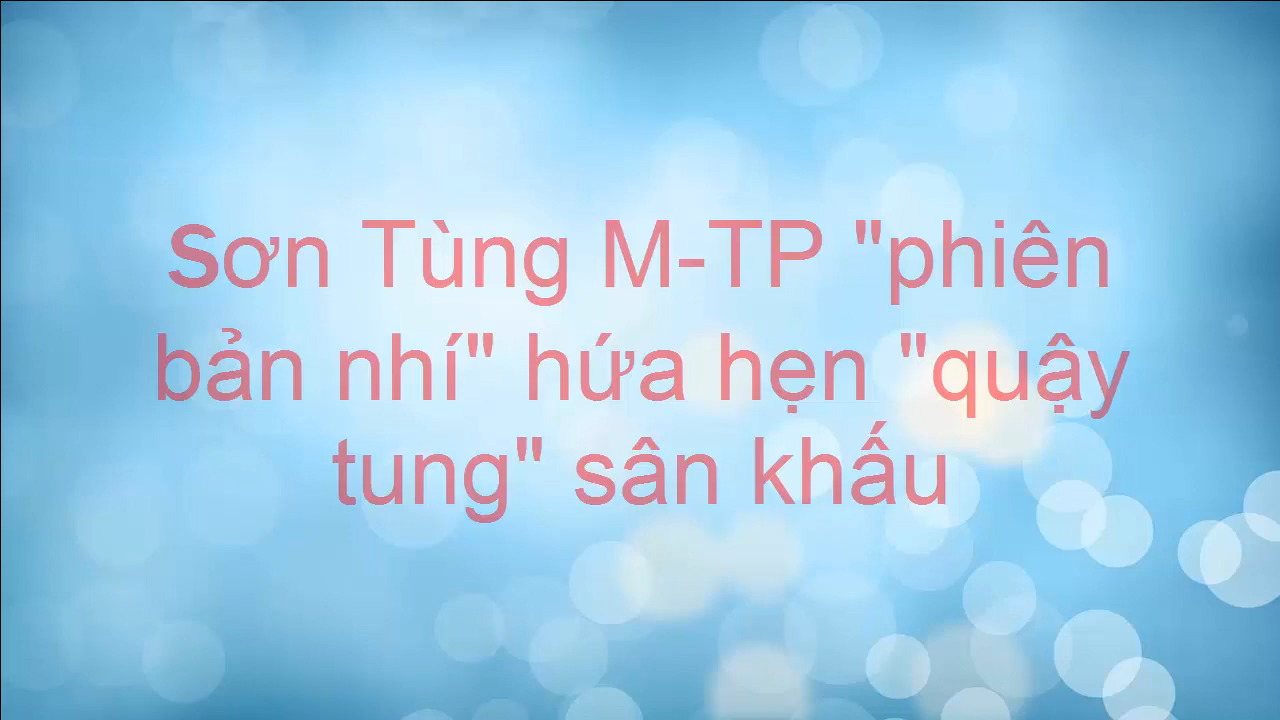 Sơn Tùng M-TP "phiên
bản nhí" hứa hẹn "quậy
tung" sân khấu